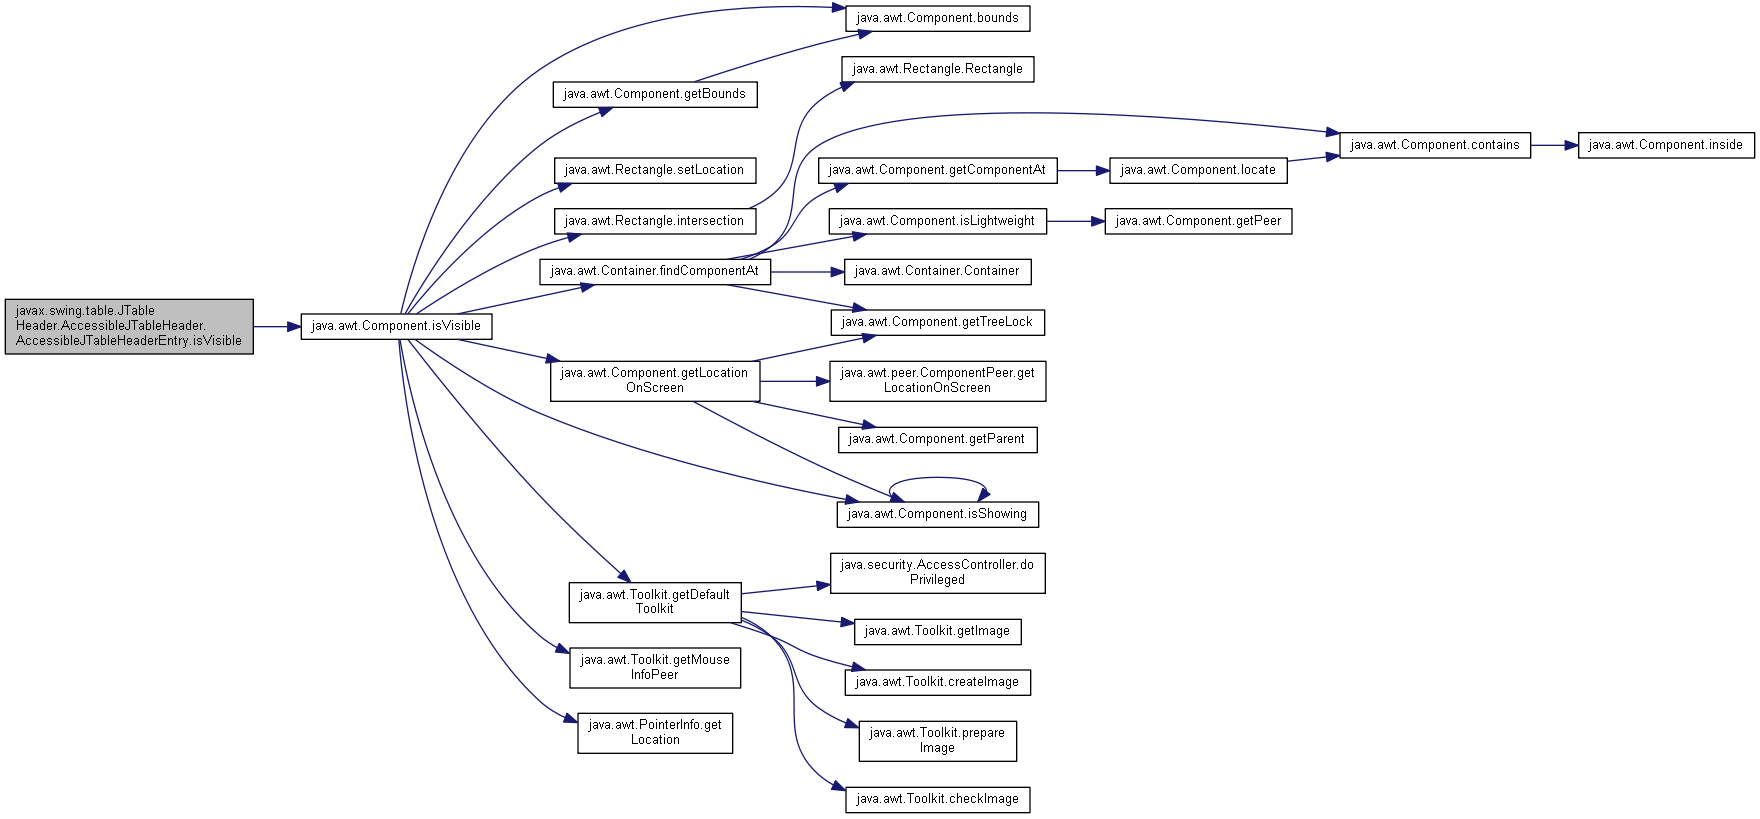 javax.swing.table.JTable
Header.AccessibleJTableHeader.
AccessibleJTableHeaderEntry.isVisible
java.awt.Component.isVisible
java.awt.Component.getBounds
java.awt.Rectangle.setLocation
java.awt.Rectangle.intersection
java.awt.Container.findComponentAt
java.awt.Component.getLocation
OnScreen
java.awt.Toolkit.getDefault
Toolkit
java.awt.Toolkit.getMouse
InfoPeer
java.awt.PointerInfo.get
Location
java.awt.Component.bounds
java.awt.Rectangle.Rectangle
java.awt.Component.getComponentAt
java.awt.Component.isLightweight
java.awt.Container.Container
java.awt.Component.getTreeLock
java.awt.peer.ComponentPeer.get
LocationOnScreen
java.awt.Component.getParent
java.awt.Component.isShowing
java.security.AccessController.do
Privileged
java.awt.Toolkit.getImage
java.awt.Toolkit.createImage
java.awt.Toolkit.prepare
Image
java.awt.Toolkit.checkImage
java.awt.Component.locate
java.awt.Component.getPeer
java.awt.Component.contains
java.awt.Component.inside